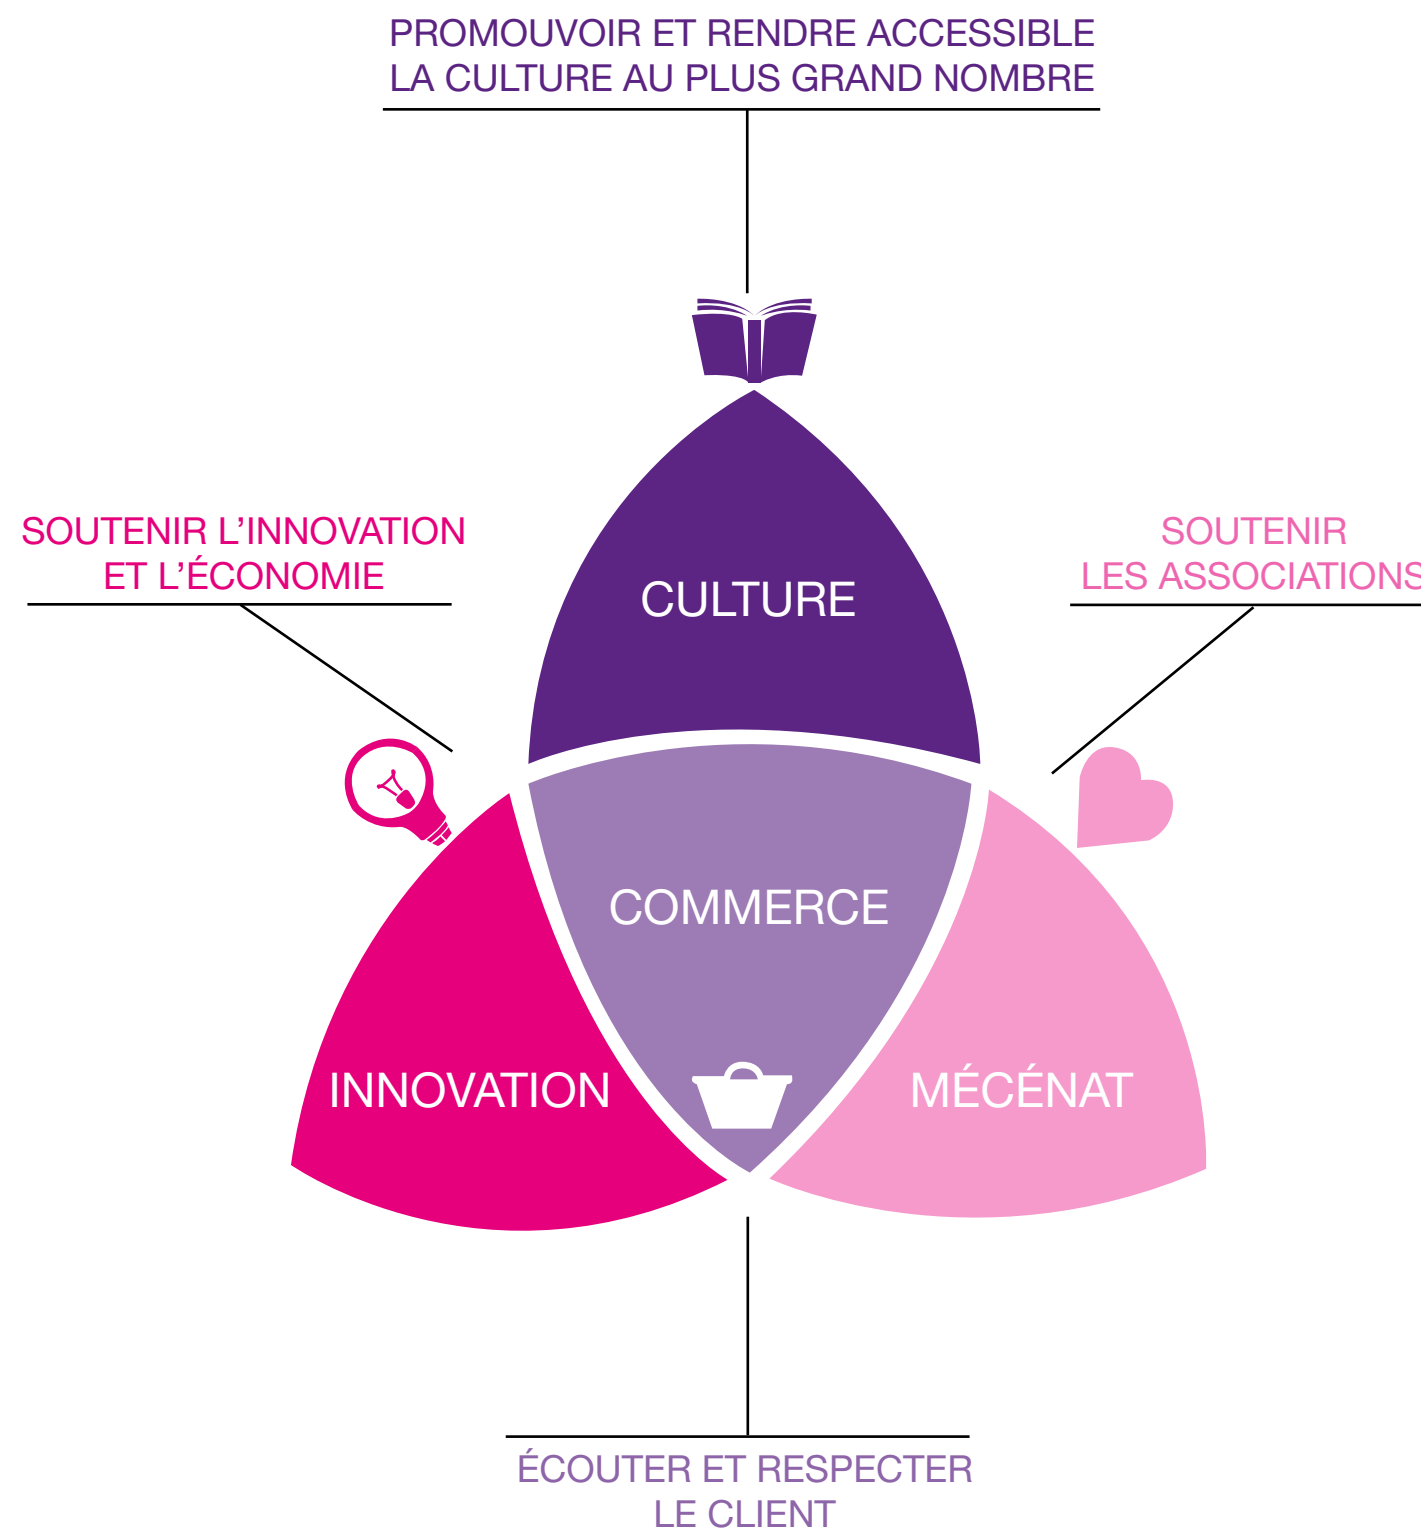 PROMOUVOIR ET RENDRE ACCESSIBLE
LA CULTURE AU PLUS GRAND NOMBRE
SOUTENIR L’INNOVATION
ET L’ÉCONOMIE
SOUTENIR
LES ASSOCIATIONS
CULTURE
COMMERCE
INNOVATION
MÉCÉNAT
ÉCOUTER ET RESPECTER
LE CLIENT